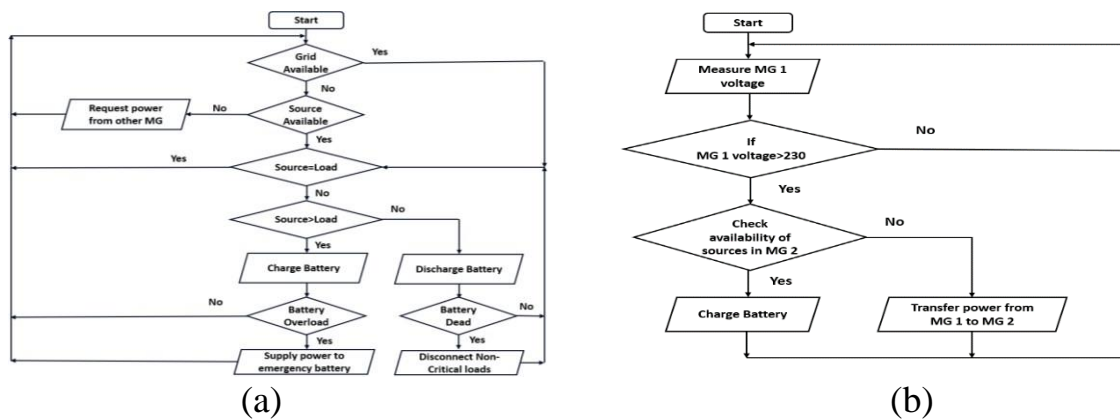 Start
Grid
Available
Yes
No
Source
Available
No
Request power
from other MG
Yes
Source=Load
Yes
No
Source>Load
No
Yes
Charge Battery
Discharge Battery
Battery
Overload
No
Battery
Dead
No
Yes
Yes
Supply power to
emergency battery
Disconnect Non-
Critical loads
(a)
Start
Measure MG 1
voltage
If
MG 1 voltage>230
No
Yes
Check
availability of
sources in MG 2
No
Yes
Charge Battery
Transfer power from
MG 1 to MG 2
(b)